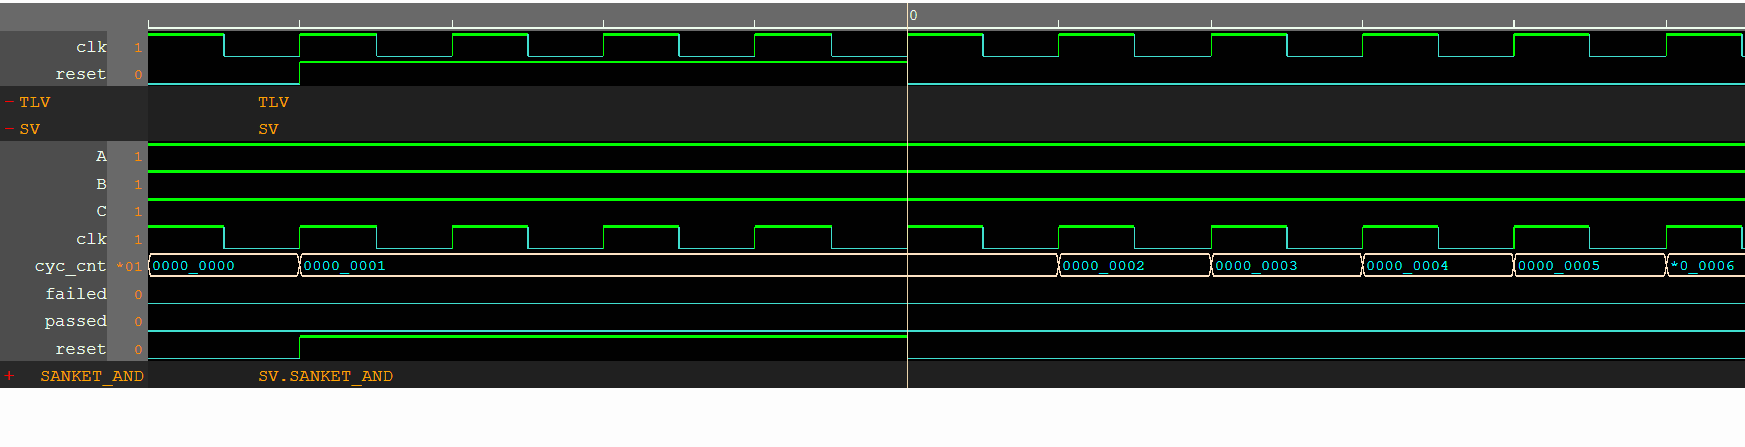 0
clk 1
reset 0
− TLV TLV
− SV SV
A 1
B 1
C 1
clk 1
cyc_cnt *01 0000_0000 0000_0001 0000_0002 0000_0003 0000_0004 0000_0005 *0_0006
failed 0
passed 0
reset 0
+ SANKET_AND SV.SANKET_AND